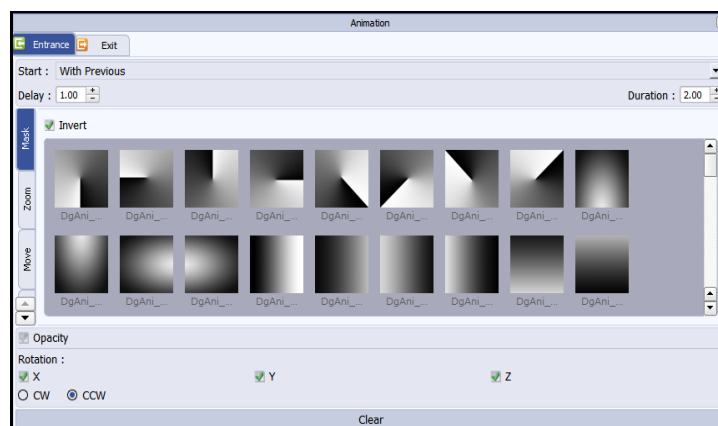 Animation
Entrance Exit
Start : With Previous
Delay : 1.00 Duration : 2.00
Mask
Invert
DgAni_... DgAni_... DgAni_... DgAni_... DgAni_... DgAni_... DgAni_... DgAni_... DgAni_...
Zoom
Move
DgAni_... DgAni_... DgAni_... DgAni_... DgAni_... DgAni_... DgAni_... DgAni_... DgAni_...
Opacity
Rotation :
X Y Z
CW CCW
Clear